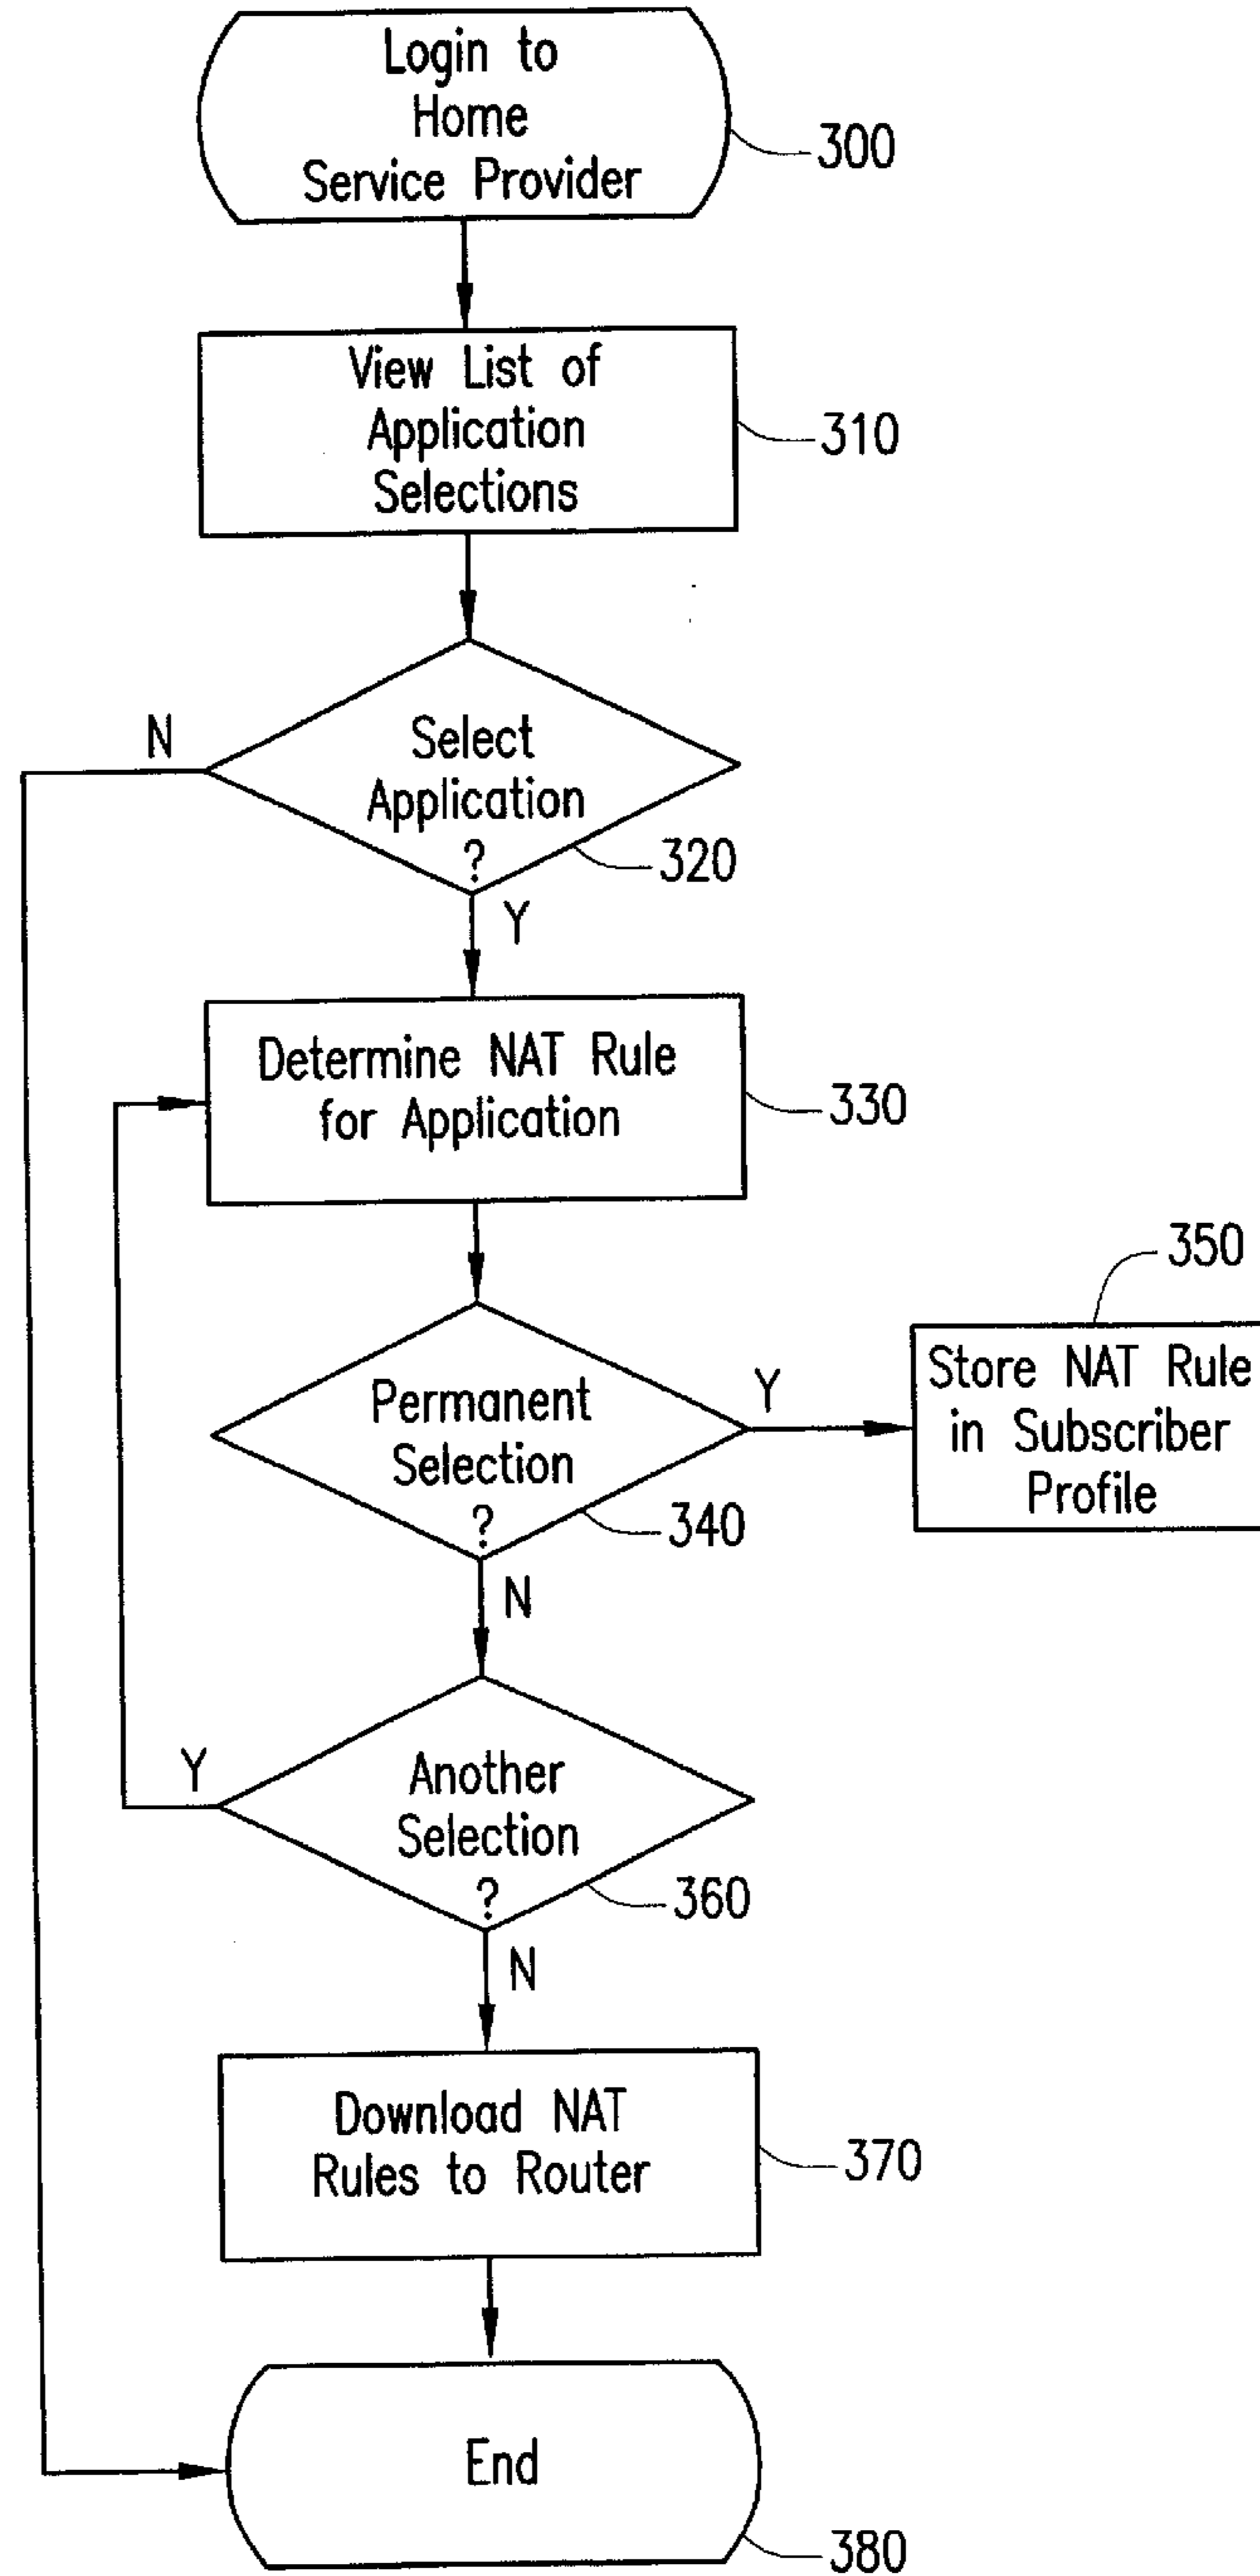 Login to
Home
Service Provider
300
View List of
Application
Selections
310
N
Select
Application
?
320
Y
Determine NAT Rule
for Application
330
350
Permanent
Selection
?
340
Y
Store NAT Rule
in Subscriber
Profile
N
Y
Another
Selection
?
360
N
Download NAT
Rules to Router
370
End
380